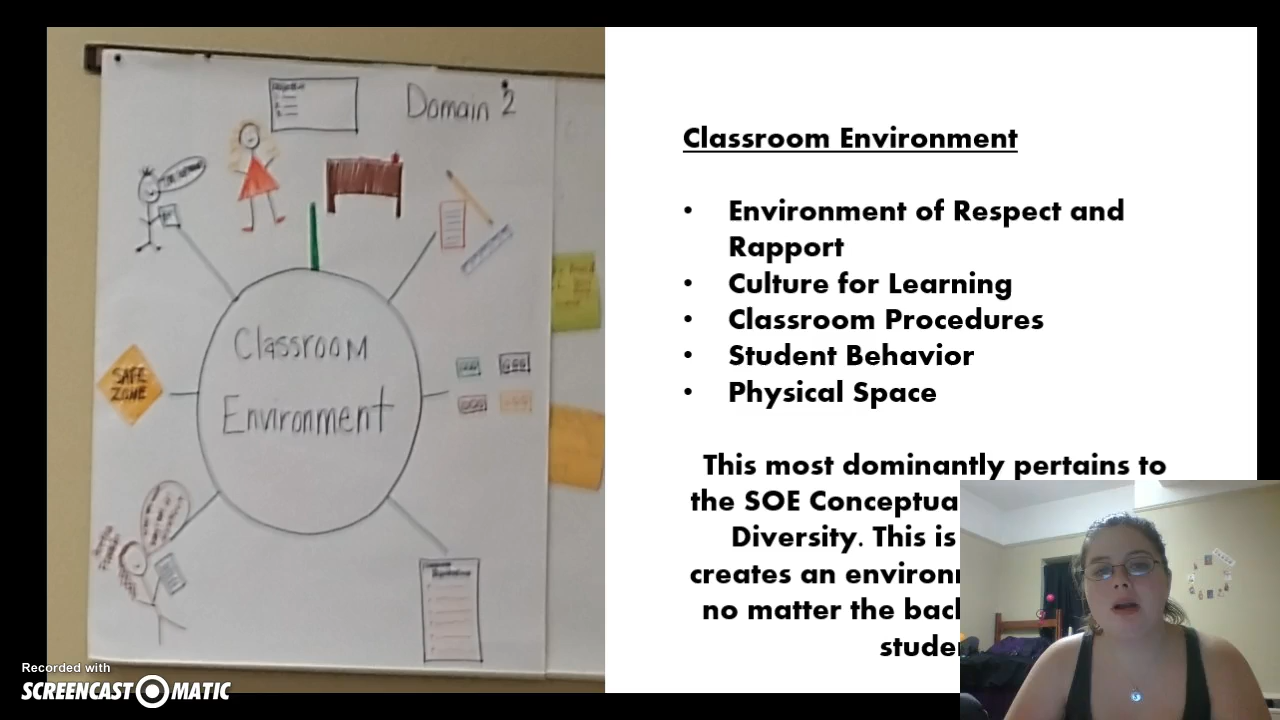 Domain 2
Classroom
Environment
SAFE
ZONE
Classroom Environment
• Environment of Respect and
Rapport
• Culture for Learning
• Classroom Procedures
• Student Behavior
• Physical Space
This most dominantly pertains to
the SOE Conceptua
Diversity. This is
creates an environ
no matter the bac
stude
Recorded with
SCREENCAST O MATIC